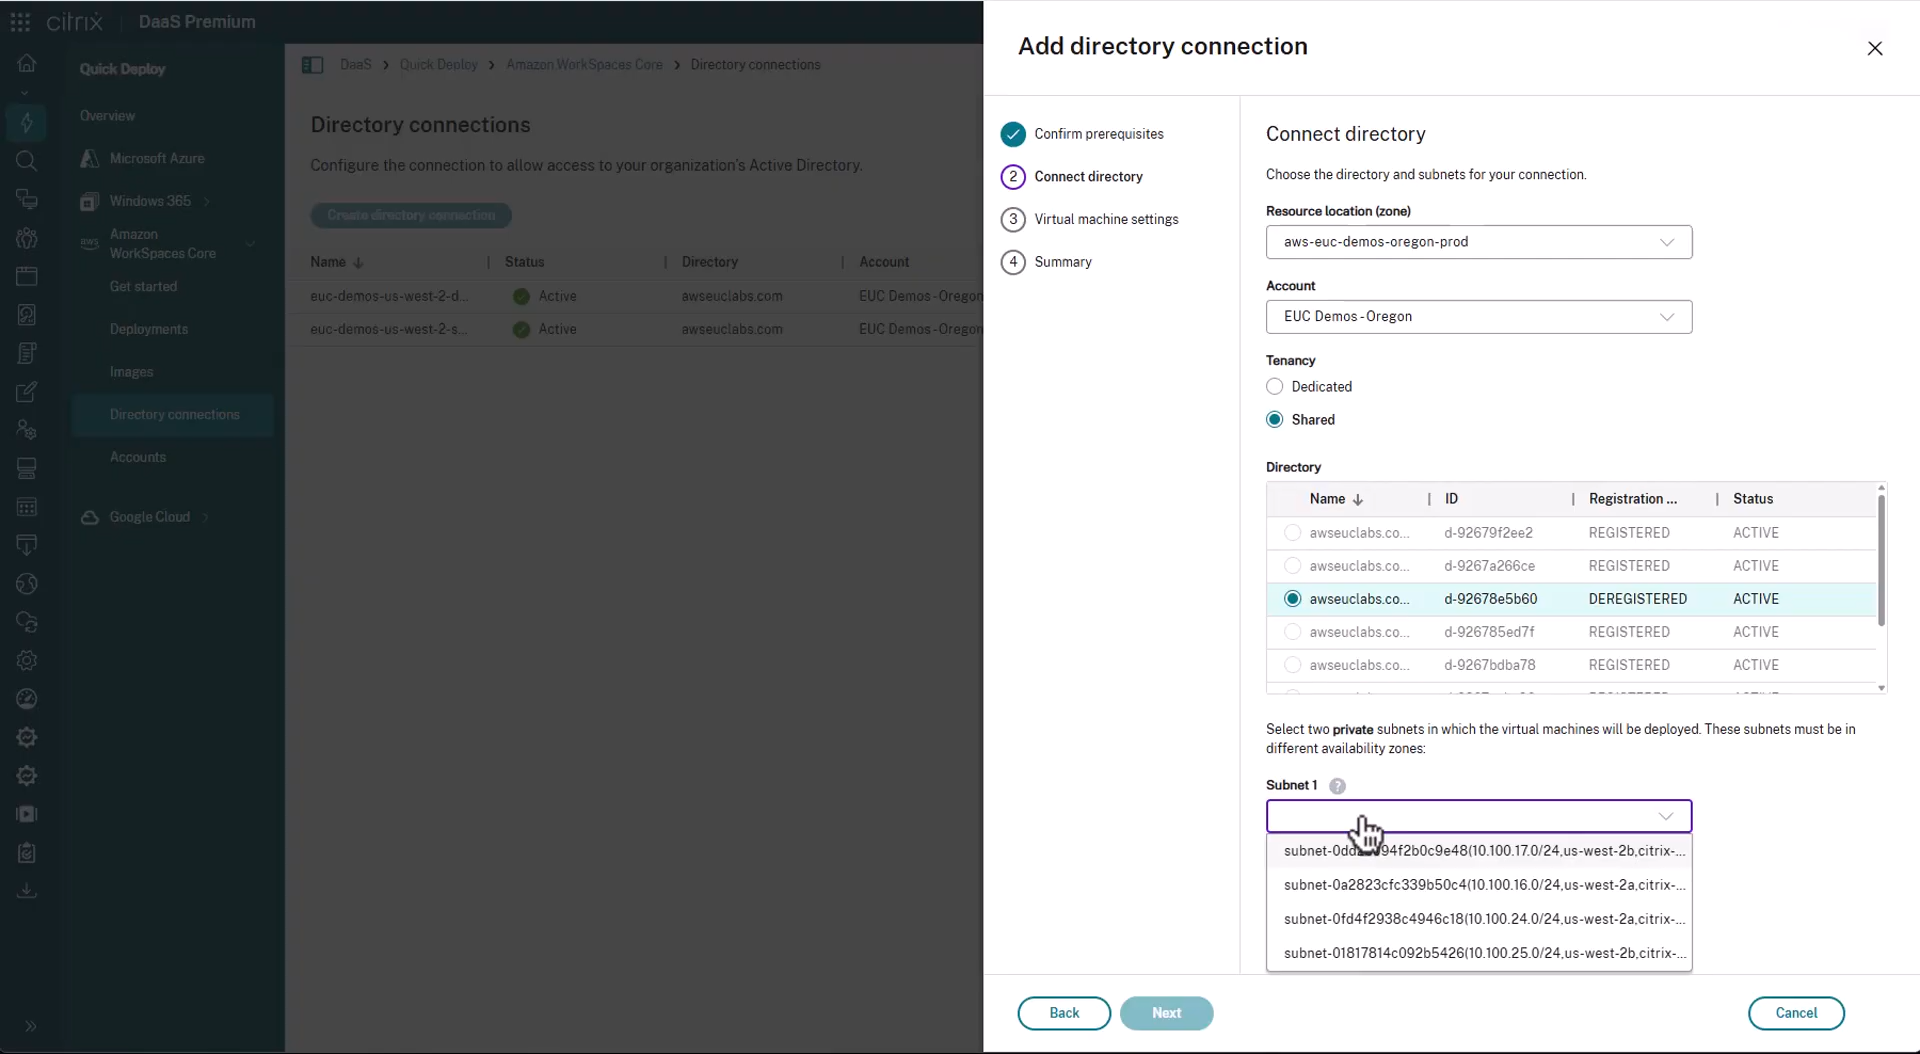 citrix
DaaS Premium
Add directory connection
Quick Deploy
DaaS
Quick Deploy
Amazon WorkSpaces Core
Directory connections
Overview
Microsoft Azure
Windows 365
aws
Amazon
WorkSpaces Core
Get started
Deployments
Images
Directory connections
Accounts
Google Cloud
Directory connections
Configure the connection to allow access to your organization's Active Directory.
Create directory connection
Name Status Directory Account
euc-demos-us-west-2-d... Active awseuclabs.com EUC Demos-Oregon
euc-demos-us-west-2-s... Active awseuclabs.com EUC Demos-Oregon
Confirm prerequisites
2 Connect directory
3 Virtual machine settings
4 Summary
Connect directory
Choose the directory and subnets for your connection.
Resource location (zone)
aws-euc-demos-oregon-prod
Account
EUC Demos-Oregon
Tenancy
Dedicated
Shared
Directory
Name ID Registration ... Status
awseuclabs.co... d-92679f2ee2 REGISTERED ACTIVE
awseuclabs.co... d-9267a266ce REGISTERED ACTIVE
awseuclabs.co... d-92678e5b60 DEREGISTERED ACTIVE
awseuclabs.co... d-926785ed7f REGISTERED ACTIVE
awseuclabs.co... d-9267bdba78 REGISTERED ACTIVE
Select two private subnets in which the virtual machines will be deployed. These subnets must be in
different availability zones:
Subnet 1 ?
94f2b0c9e48(10.100.17.0/24,us-west-2b,citrix-...
subnet-0a2823cfc339b50c4(10.100.16.0/24,us-west-2a,citrix-...
subnet-0fd4f2938c4946c18(10.100.24.0/24,us-west-2a,citrix-...
subnet-01817814c092b5426(10.100.25.0/24,us-west-2b,citrix-...
Back
Next
Cancel